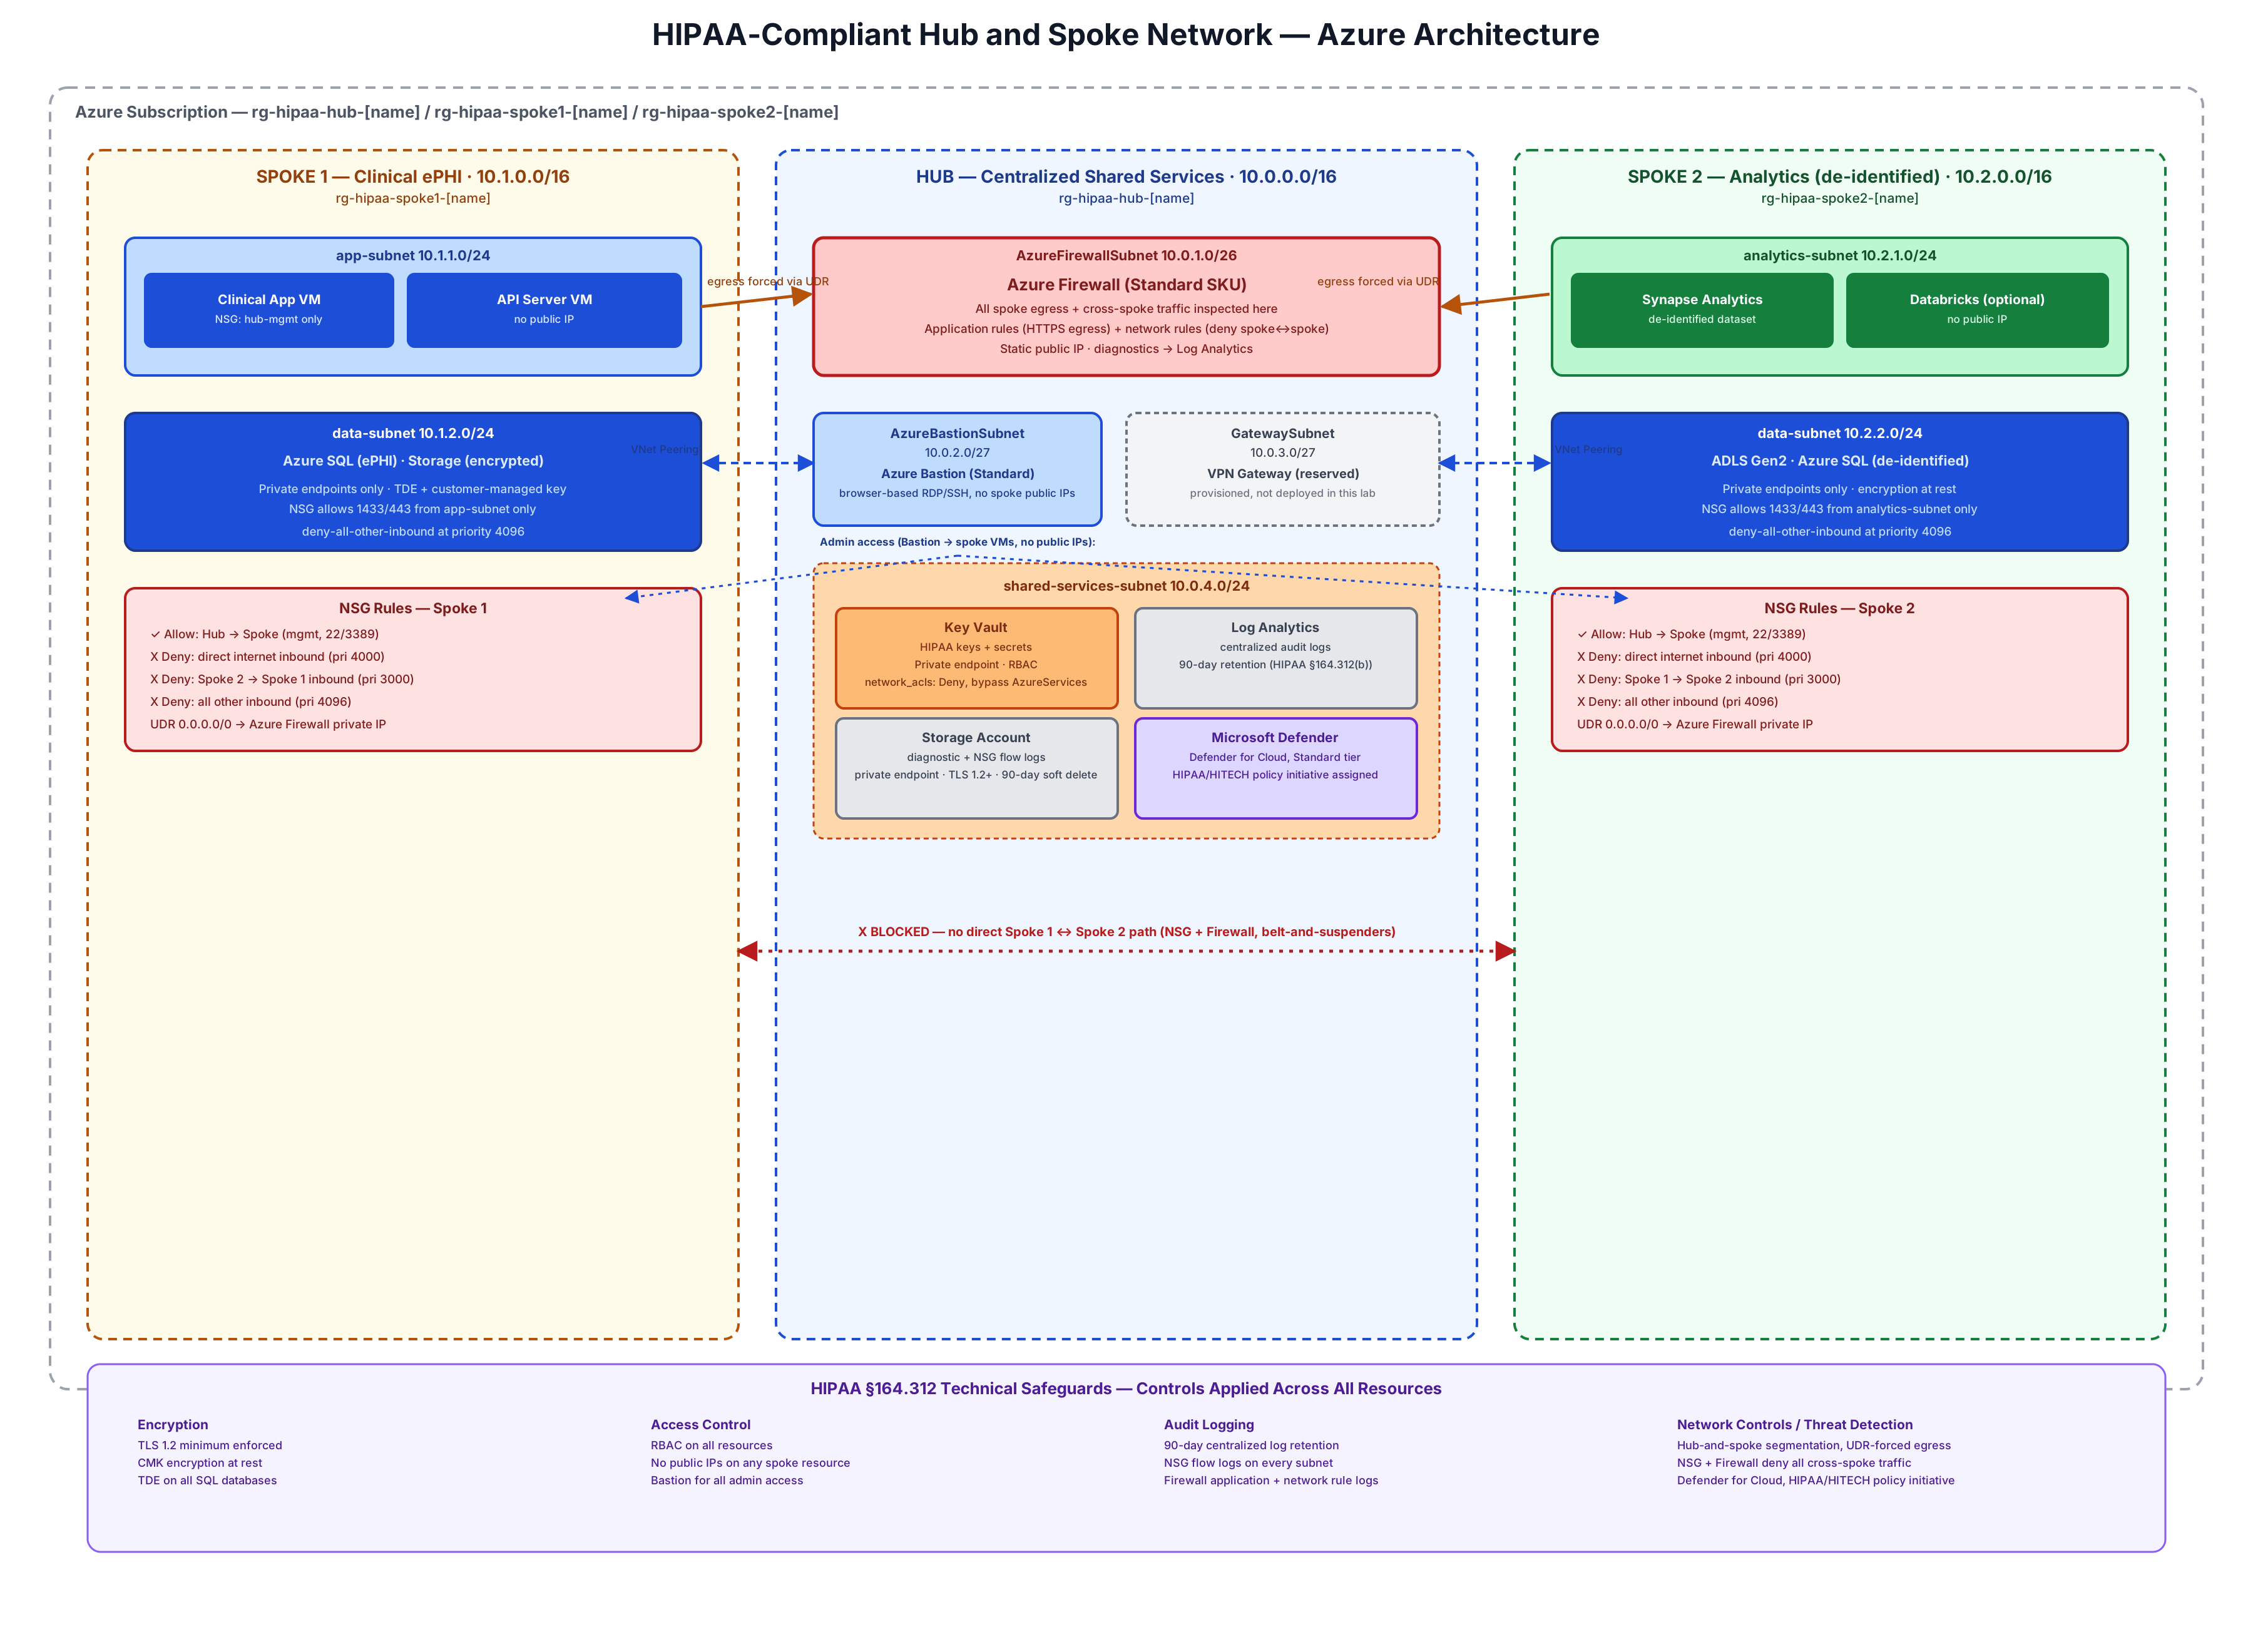 HIPAA-Compliant Hub and Spoke Network — Azure Architecture
Azure Subscription — rg-hipaa-hub-[name] / rg-hipaa-spoke1-[name] / rg-hipaa-spoke2-[name]
SPOKE 1 — Clinical ePHI · 10.1.0.0/16
rg-hipaa-spoke1-[name]
app-subnet 10.1.1.0/24
Clinical App VM
NSG: hub-mgmt only
API Server VM
no public IP
egress forced via UDR
data-subnet 10.1.2.0/24
Azure SQL (ePHI) · Storage (encrypted)
Private endpoints only · TDE + customer-managed key
NSG allows 1433/443 from app-subnet only
deny-all-other-inbound at priority 4096
VNet Peering
NSG Rules — Spoke 1
✓ Allow: Hub → Spoke (mgmt, 22/3389)
X Deny: direct internet inbound (pri 4000)
X Deny: Spoke 2 → Spoke 1 inbound (pri 3000)
X Deny: all other inbound (pri 4096)
UDR 0.0.0.0/0 → Azure Firewall private IP
HUB — Centralized Shared Services · 10.0.0.0/16
rg-hipaa-hub-[name]
AzureFirewallSubnet 10.0.1.0/26
Azure Firewall (Standard SKU)
All spoke egress + cross-spoke traffic inspected here
Application rules (HTTPS egress) + network rules (deny spoke↔spoke)
Static public IP · diagnostics → Log Analytics
egress forced via UDR
AzureBastionSubnet
10.0.2.0/27
Azure Bastion (Standard)
browser-based RDP/SSH, no spoke public IPs
GatewaySubnet
10.0.3.0/27
VPN Gateway (reserved)
provisioned, not deployed in this lab
Admin access (Bastion → spoke VMs, no public IPs):
shared-services-subnet 10.0.4.0/24
Key Vault
HIPAA keys + secrets
Private endpoint · RBAC
network_acls: Deny, bypass AzureServices
Log Analytics
centralized audit logs
90-day retention (HIPAA §164.312(b))
Storage Account
diagnostic + NSG flow logs
private endpoint · TLS 1.2+ · 90-day soft delete
Microsoft Defender
Defender for Cloud, Standard tier
HIPAA/HITECH policy initiative assigned
X BLOCKED — no direct Spoke 1 ↔ Spoke 2 path (NSG + Firewall, belt-and-suspenders)
SPOKE 2 — Analytics (de-identified) · 10.2.0.0/16
rg-hipaa-spoke2-[name]
analytics-subnet 10.2.1.0/24
Synapse Analytics
de-identified dataset
Databricks (optional)
no public IP
data-subnet 10.2.2.0/24
ADLS Gen2 · Azure SQL (de-identified)
Private endpoints only · encryption at rest
NSG allows 1433/443 from analytics-subnet only
deny-all-other-inbound at priority 4096
VNet Peering
NSG Rules — Spoke 2
✓ Allow: Hub → Spoke (mgmt, 22/3389)
X Deny: direct internet inbound (pri 4000)
X Deny: Spoke 1 → Spoke 2 inbound (pri 3000)
X Deny: all other inbound (pri 4096)
UDR 0.0.0.0/0 → Azure Firewall private IP
HIPAA §164.312 Technical Safeguards — Controls Applied Across All Resources
Encryption
TLS 1.2 minimum enforced
CMK encryption at rest
TDE on all SQL databases
Access Control
RBAC on all resources
No public IPs on any spoke resource
Bastion for all admin access
Audit Logging
90-day centralized log retention
NSG flow logs on every subnet
Firewall application + network rule logs
Network Controls / Threat Detection
Hub-and-spoke segmentation, UDR-forced egress
NSG + Firewall deny all cross-spoke traffic
Defender for Cloud, HIPAA/HITECH policy initiative